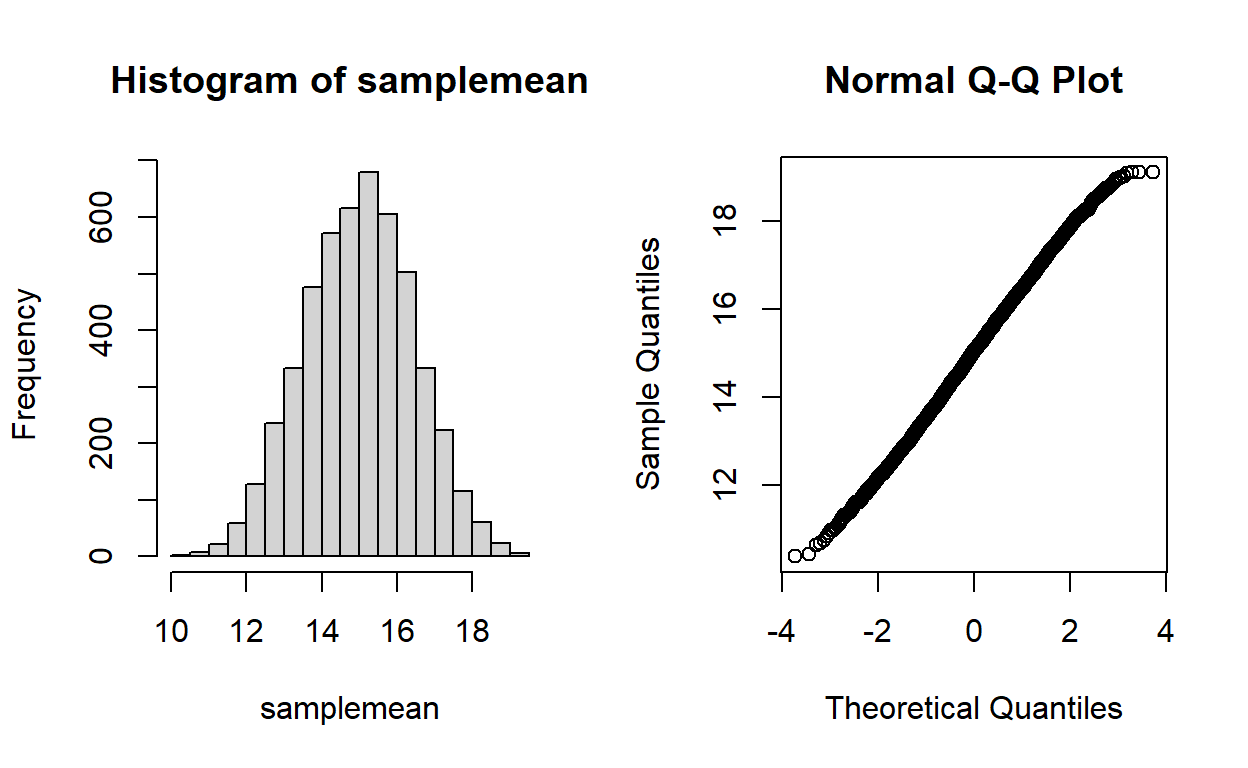 Histogram of samplemean
Frequency
0 200 400 600
10 12 14 16 18
samplemean
Normal Q-Q Plot
Sample Quantiles
12 14 16 18
-4 -2 0 2 4
Theoretical Quantiles